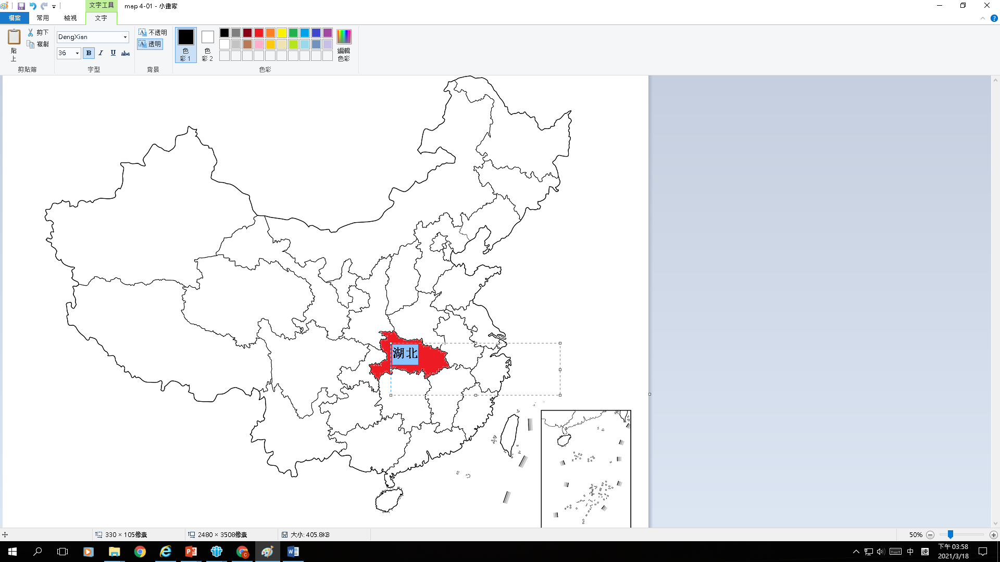 文字工具
map 4-01 - 小畫家
檔案
常用
檢視
文字
貼上
剪下
複製
剪貼簿
DengXian
36
B I U abc
字型
不透明
透明
背景
色彩 1
色彩 2
編輯色彩
色彩
湖北
330 × 105像素
2480 × 3508像素
大小: 405.8KB
50%
中
速
下午 03:58
2021/3/18